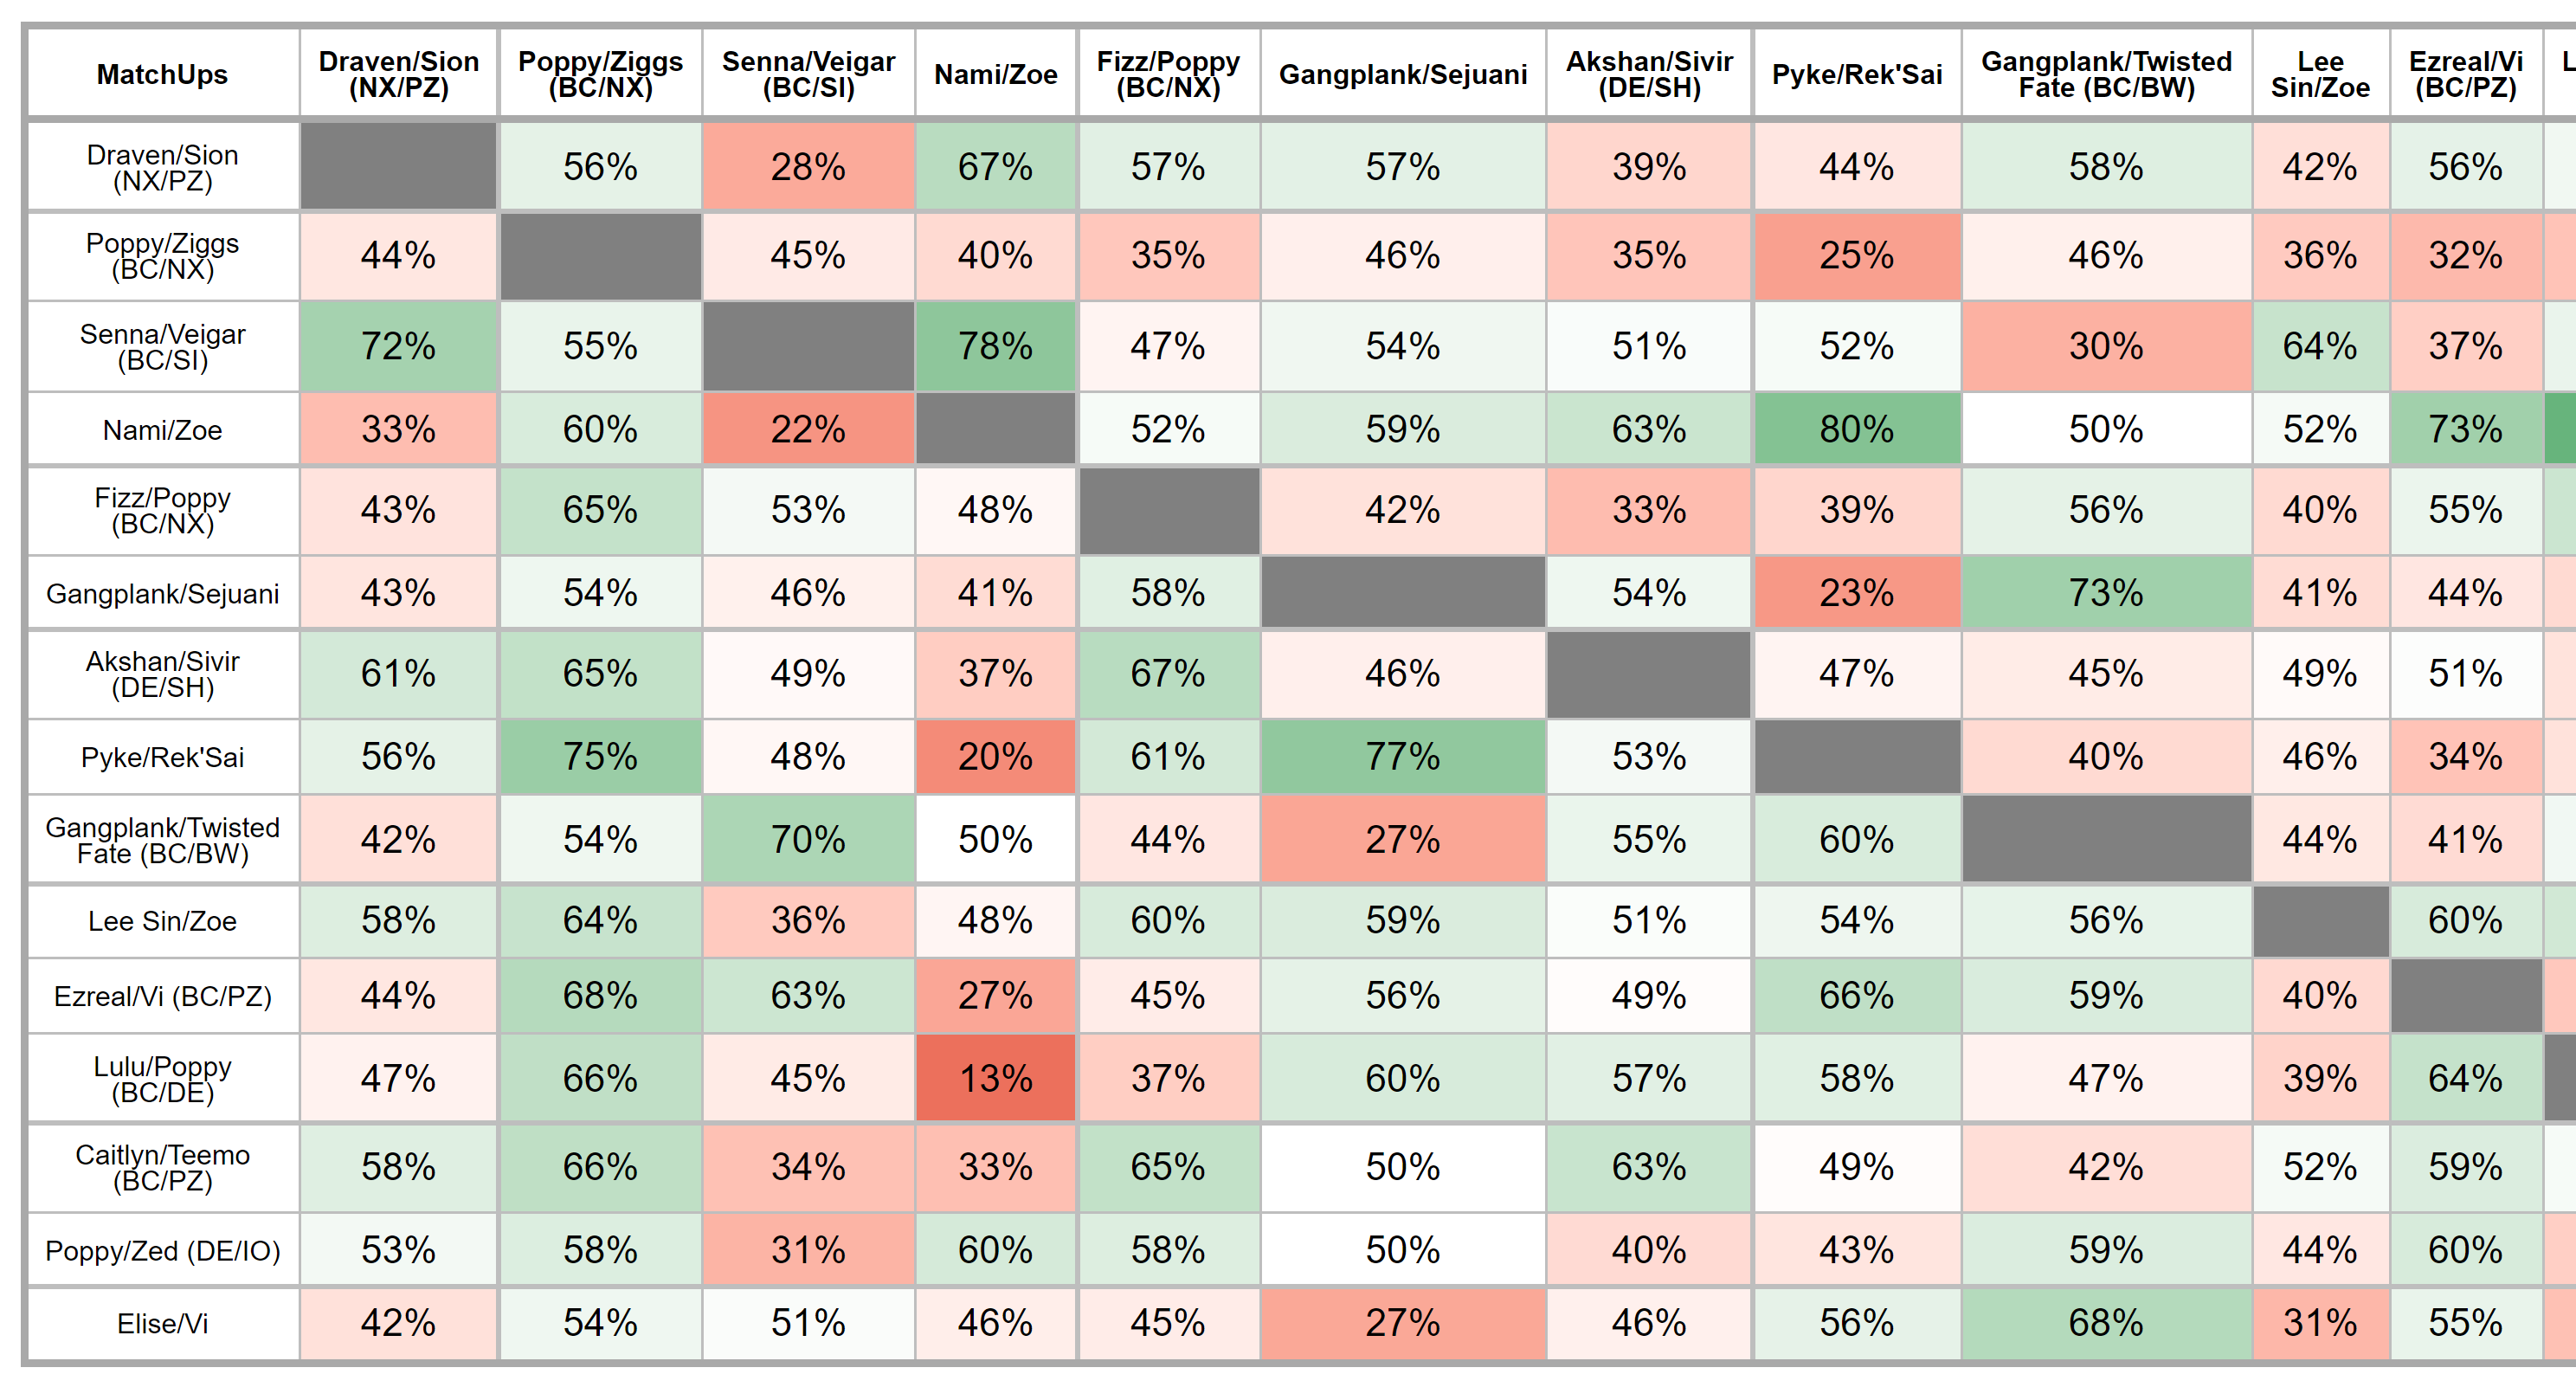 MatchUps Draven/Sion (NX/PZ) Poppy/Ziggs (BC/NX) Senna/Veigar (BC/SI) Nami/Zoe Fizz/Poppy (BC/NX) Gangplank/Sejuani Akshan/Sivir (DE/SH) Pyke/Rek'Sai Gangplank/Twisted Fate (BC/BW) Lee Sin/Zoe Ezreal/Vi (BC/PZ) L
Draven/Sion (NX/PZ) 56% 28% 67% 57% 57% 39% 44% 58% 42% 56%
Poppy/Ziggs (BC/NX) 44% 45% 40% 35% 46% 35% 25% 46% 36% 32%
Senna/Veigar (BC/SI) 72% 55% 78% 47% 54% 51% 52% 30% 64% 37%
Nami/Zoe 33% 60% 22% 52% 59% 63% 80% 50% 52% 73%
Fizz/Poppy (BC/NX) 43% 65% 53% 48% 42% 33% 39% 56% 40% 55%
Gangplank/Sejuani 43% 54% 46% 41% 58% 54% 23% 73% 41% 44%
Akshan/Sivir (DE/SH) 61% 65% 49% 37% 67% 46% 47% 45% 49% 51%
Pyke/Rek'Sai 56% 75% 48% 20% 61% 77% 53% 40% 46% 34%
Gangplank/Twisted Fate (BC/BW) 42% 54% 70% 50% 44% 27% 55% 60% 44% 41%
Lee Sin/Zoe 58% 64% 36% 48% 60% 59% 51% 54% 56% 60%
Ezreal/Vi (BC/PZ) 44% 68% 63% 27% 45% 56% 49% 66% 59% 40%
Lulu/Poppy (BC/DE) 47% 66% 45% 13% 37% 60% 57% 58% 47% 39% 64%
Caitlyn/Teemo (BC/PZ) 58% 66% 34% 33% 65% 50% 63% 49% 42% 52% 59%
Poppy/Zed (DE/IO) 53% 58% 31% 60% 58% 50% 40% 43% 59% 44% 60%
Elise/Vi 42% 54% 51% 46% 45% 27% 46% 56% 68% 31% 55%